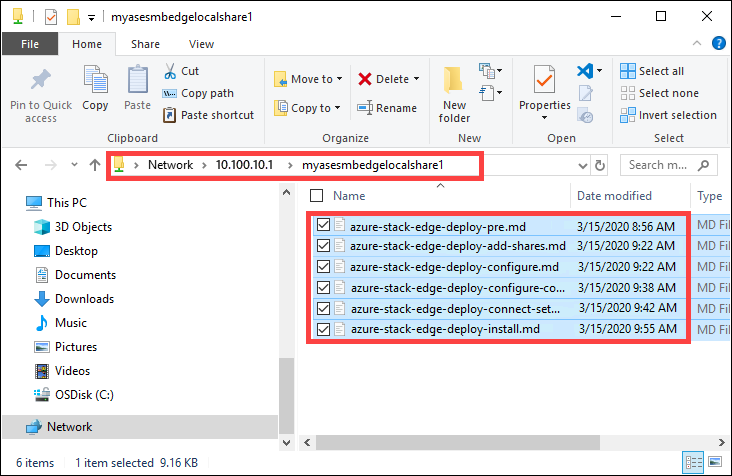 myasesmbedgelocalshare1
File Home Share View
Pin to Quick access
Copy
Paste
Cut
Copy path
Paste shortcut
Clipboard
Move to
Copy to
Delete
Rename
Organize
New folder
New
Properties
Open
Select all
Select none
Invert selection
Select
Network > 10.100.10.1 > myasesmbedgelocalshare1
Search m...
This PC
3D Objects
Desktop
Documents
Downloads
Music
Pictures
Videos
OSDisk (C:)
Network
Name Date modified Type
azure-stack-edge-deploy-pre.md 3/15/2020 8:56 AM MD Fil
azure-stack-edge-deploy-add-shares.md 3/15/2020 9:22 AM MD Fil
azure-stack-edge-deploy-configure.md 3/15/2020 9:22 AM MD Fil
azure-stack-edge-deploy-configure-co... 3/15/2020 9:38 AM MD Fil
azure-stack-edge-deploy-connect-set... 3/15/2020 9:42 AM MD Fil
azure-stack-edge-deploy-install.md 3/15/2020 9:55 AM MD Fil
6 items 1 item selected 9.16 KB